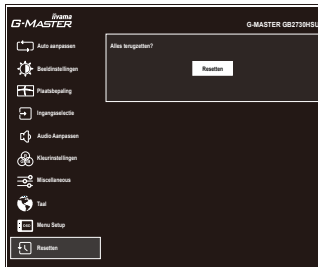 iiyama
G-MASTER
G-MASTER GB2730HSU
Auto aanpassen
Alles terugzetten?
Resetten
Beeldinstellingen
Plaatsbepaling
Ingangsselectie
Audio Aanpassen
Kleurinstellingen
Miscellaneous
Taal
OSD
Menu Setup
Resetten